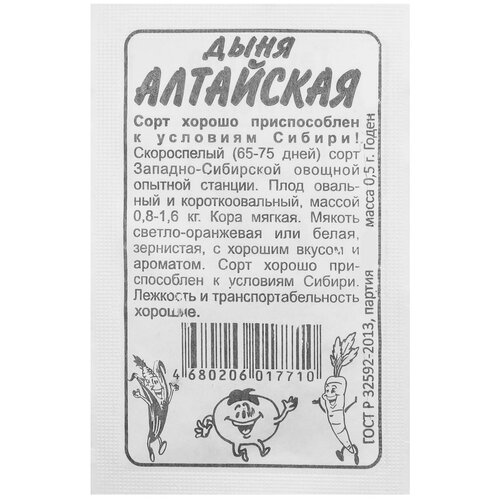 ДЫНЯ
АЛТАЙСКАЯ
Сорт хорошо приспособлен
к условиям Сибири!
Скороспелый (65-75 дней) сорт
Западно-Сибирской овощной
опытной станции. Плод оваль-
ный и короткоовальный, массой
0,8-1,6 кг. Кора мягкая. Мякоть
светло-оранжевая или белая,
зернистая, с хорошим вкусом и
ароматом. Сорт хорошо при-
способлен к условиям Сибири.
Лежкость и транспортабельность
хорошие.
4 680206 017710
ГОСТ Р 32592-2013, партия масса 0,5 г. Годен